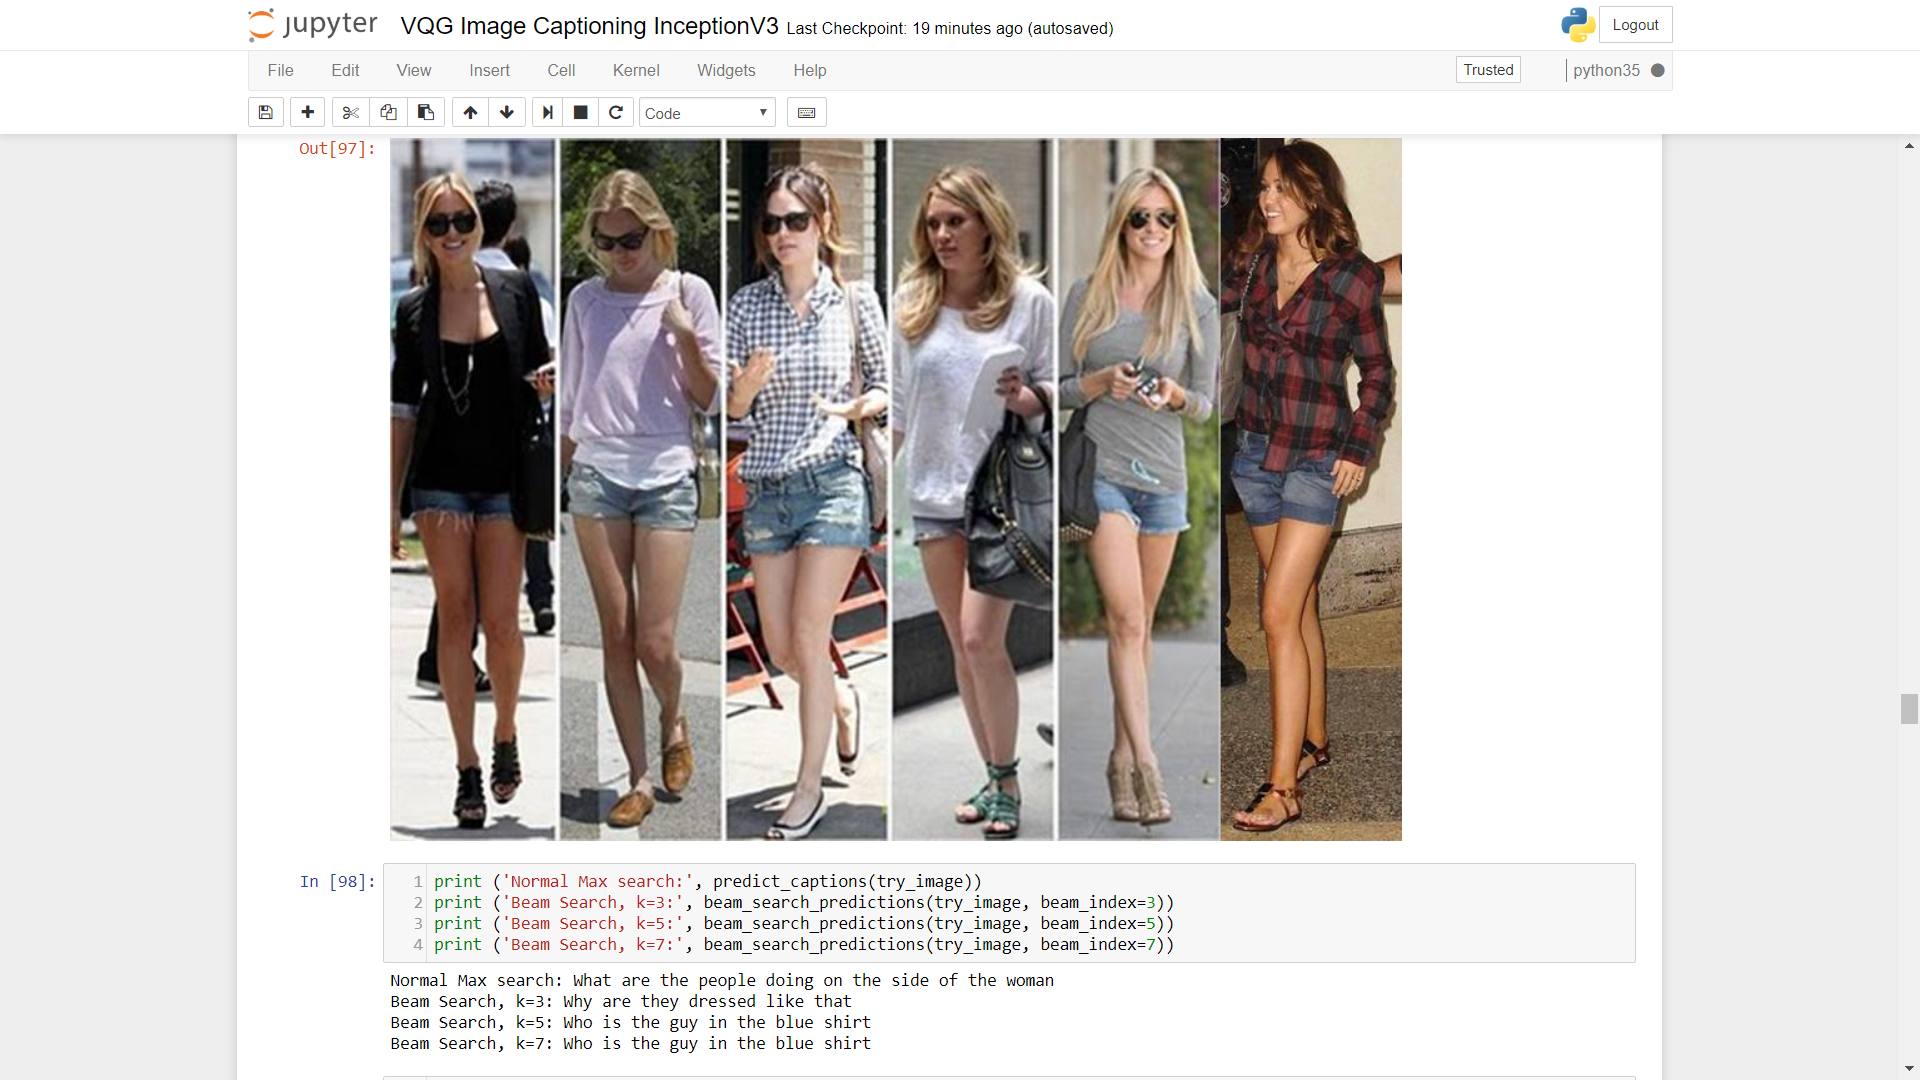 jupyter VQG Image Captioning InceptionV3 Last Checkpoint: 19 minutes ago (autosaved) Logout
File Edit View Insert Cell Kernel Widgets Help Trusted python35
Code
Out[97]:
In [98]:
1 print ('Normal Max search:', predict_captions(try_image))
2 print ('Beam Search, k=3:', beam_search_predictions(try_image, beam_index=3))
3 print ('Beam Search, k=5:', beam_search_predictions(try_image, beam_index=5))
4 print ('Beam Search, k=7:', beam_search_predictions(try_image, beam_index=7))
Normal Max search: What are the people doing on the side of the woman
Beam Search, k=3: Why are they dressed like that
Beam Search, k=5: Who is the guy in the blue shirt
Beam Search, k=7: Who is the guy in the blue shirt